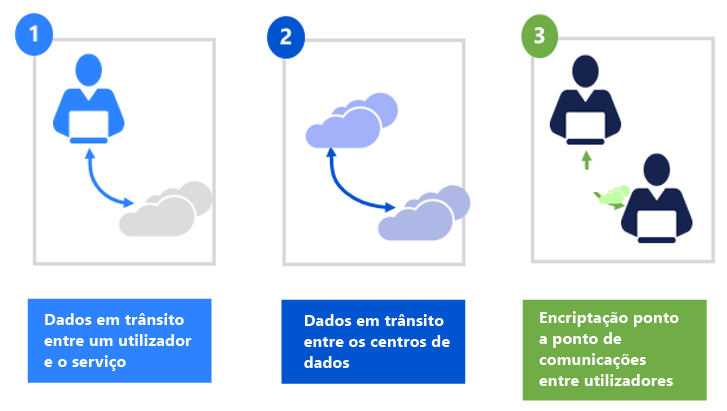 1
2
3
Dados em trânsito
entre um utilizador
e o serviço
Dados em trânsito
entre os centros de
dados
Encriptação ponto
a ponto de
comunicações
entre utilizadores